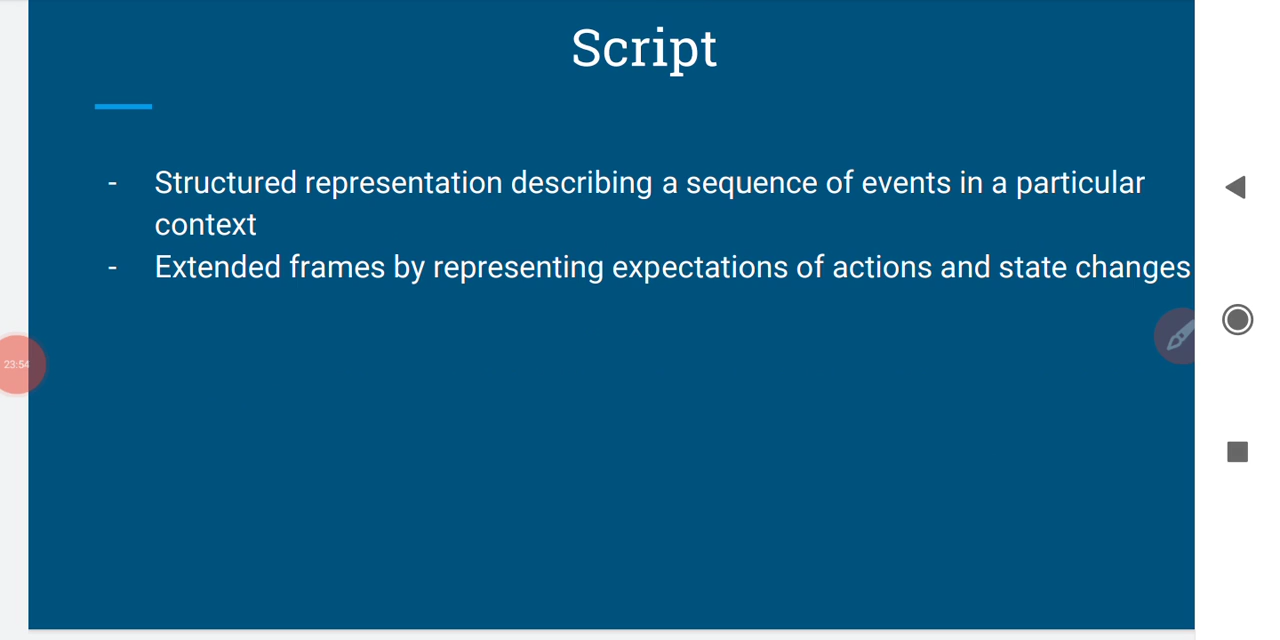 Script
- Structured representation describing a sequence of events in a particular
context
- Extended frames by representing expectations of actions and state changes
23:54